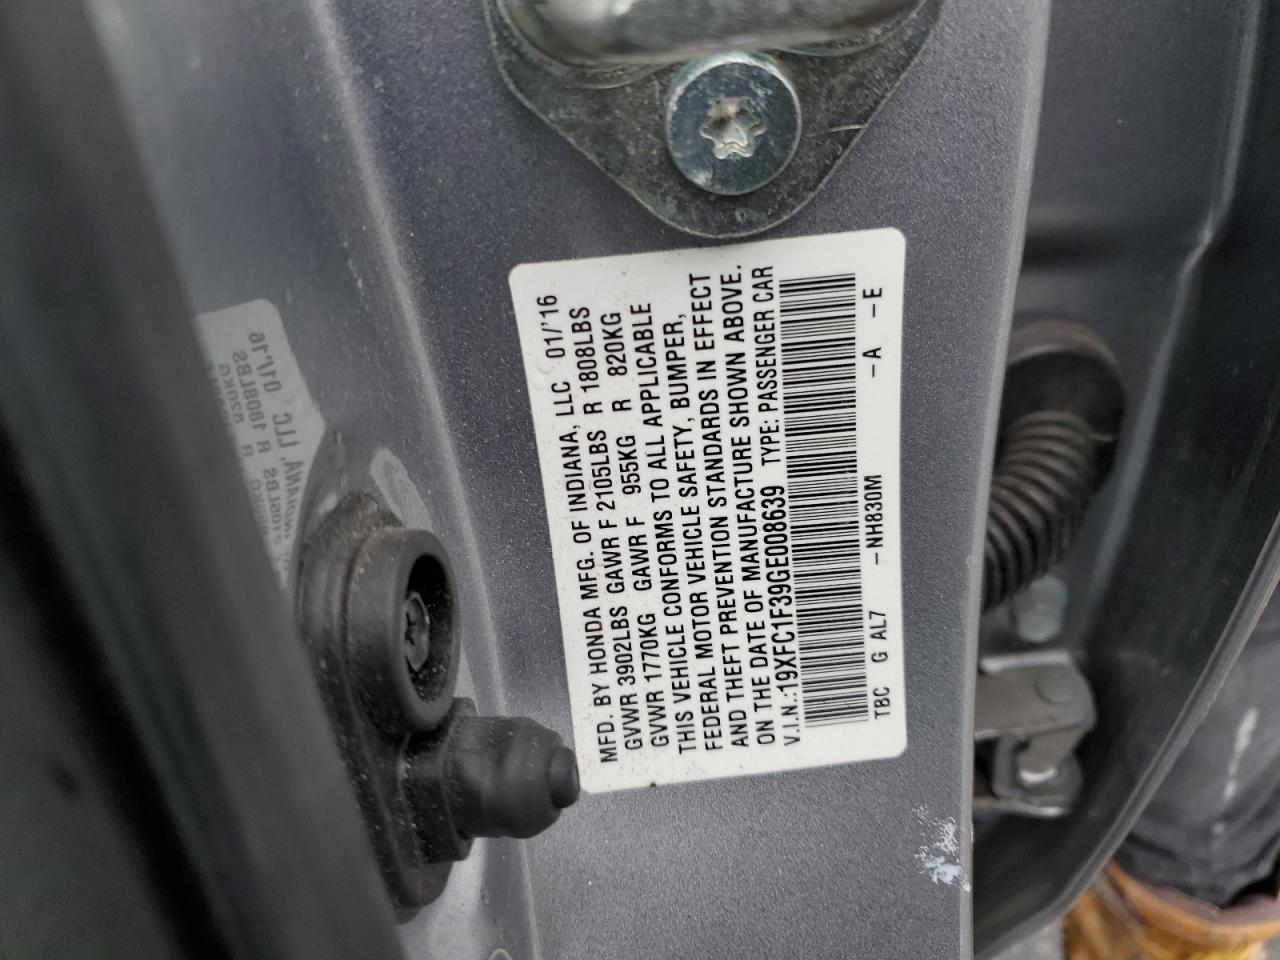 MFD. BY HONDA MFG. OF INDIANA, LLC 01/'16
GVWR 3902LBS GAWR F 2105LBS R 1808LBS
GVWR 1770KG GAWR F 955KG R 820KG
THIS VEHICLE CONFORMS TO ALL APPLICABLE
FEDERAL MOTOR VEHICLE SAFETY, BUMPER,
AND THEFT PREVENTION STANDARDS IN EFFECT
ON THE DATE OF MANUFACTURE SHOWN ABOVE.
V.I.N.:19XFC1F39GE008639 TYPE: PASSENGER CAR
TBC G AL7 -NH830M -A -E